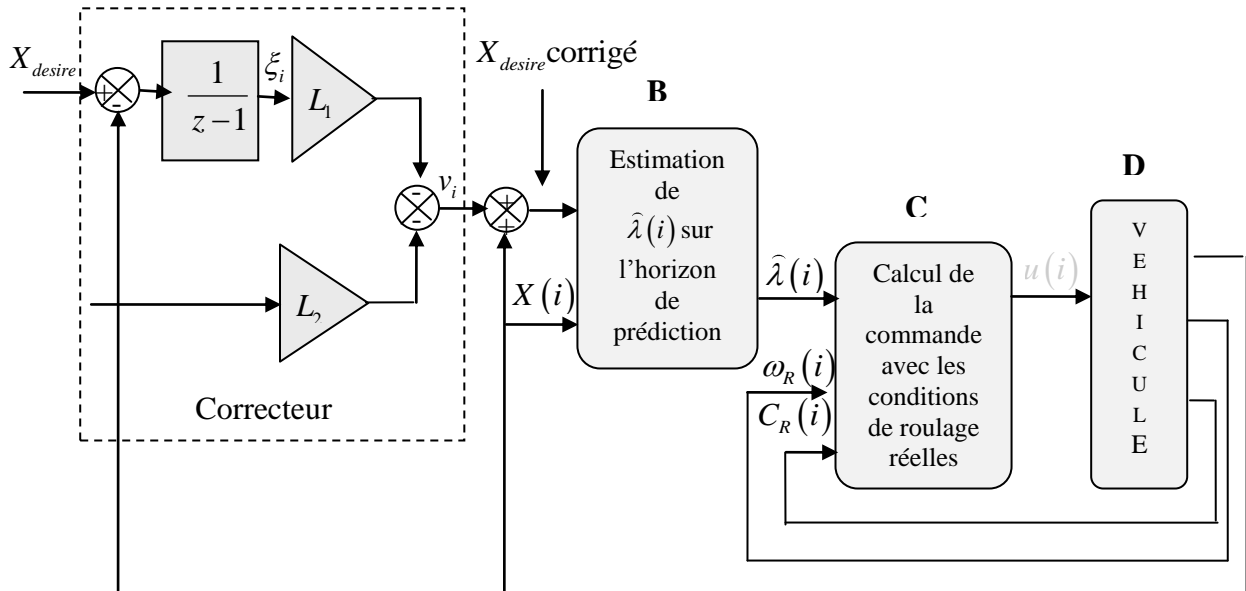 X_desire
+
-
1
z − 1
ξ_i
L_1
-
-
v_i
L_2
Correcteur
X_desire corrigé
+
+
X(i)
B
Estimation
de
λ̂(i) sur
l'horizon
de
prédiction
λ̂(i)
C
Calcul de
la
commande
avec les
conditions
de roulage
réelles
ω_R(i)
C_R(i)
u(i)
D
V
E
H
I
C
U
L
E